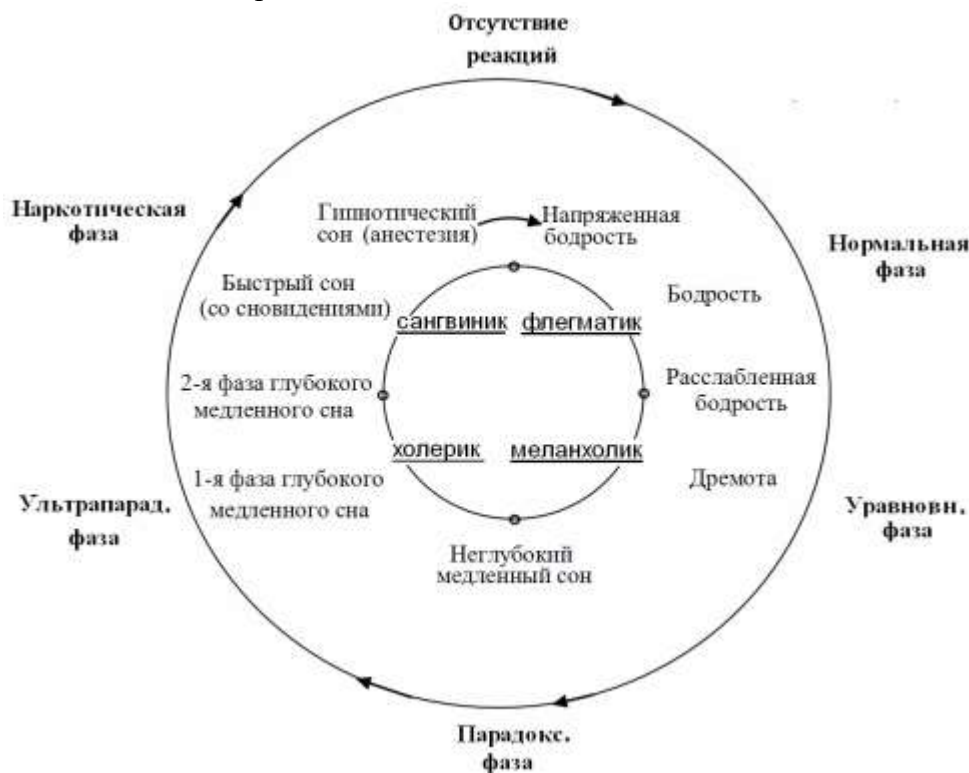 Отсутствие
реакций
Наркотическая
фаза
Гипнотический
сон (анестезия)
Напряженная
бодрость
Нормальная
фаза
Быстрый сон
(со сновидениями)
Бодрость
сангвиник
флегматик
2-я фаза глубокого
медленного сна
Расслабленная
бодрость
холерик
меланхолик
1-я фаза глубокого
медленного сна
Дремота
Ультрапарад.
фаза
Уравновн.
фаза
Неглубокий
медленный сон
Парадокс.
фаза